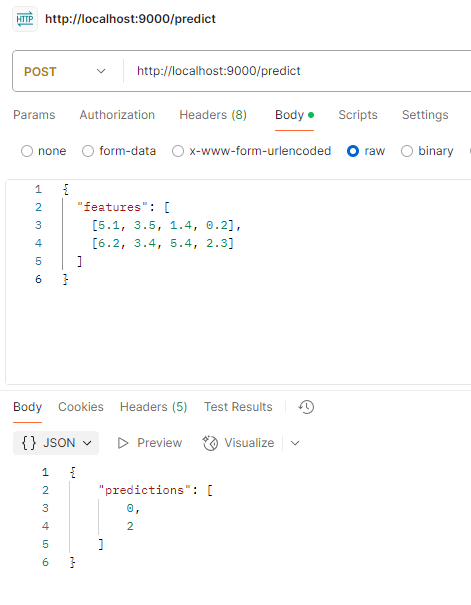 HTTP http://localhost:9000/predict
POST http://localhost:9000/predict
Params Authorization Headers (8) Body Scripts Settings
none form-data x-www-form-urlencoded raw binary
1 {
2 "features": [
3 [5.1, 3.5, 1.4, 0.2],
4 [6.2, 3.4, 5.4, 2.3]
5 ]
6 }
Body Cookies Headers (5) Test Results
{} JSON Preview Visualize
1 {
2 "predictions": [
3 0,
4 2
5 ]
6 }